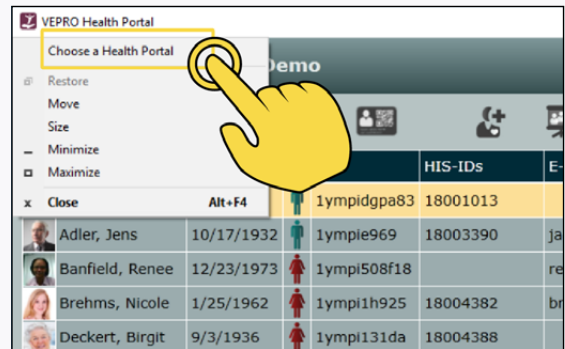 VEPRO Health Portal
Choose a Health Portal
Demo
Restore
Move
Size
Minimize
Maximize
HIS-IDs E-
x Close Alt+F4
1ympidgpa83 18001013
Adler, Jens 10/17/1932 1ympie969 18003390 ja
Banfield, Renee 12/23/1973 1ympi508f18 re
Brehms, Nicole 1/25/1962 1ympi1h925 18004382 br
Deckert, Birgit 9/3/1936 1ympi131da 18004388